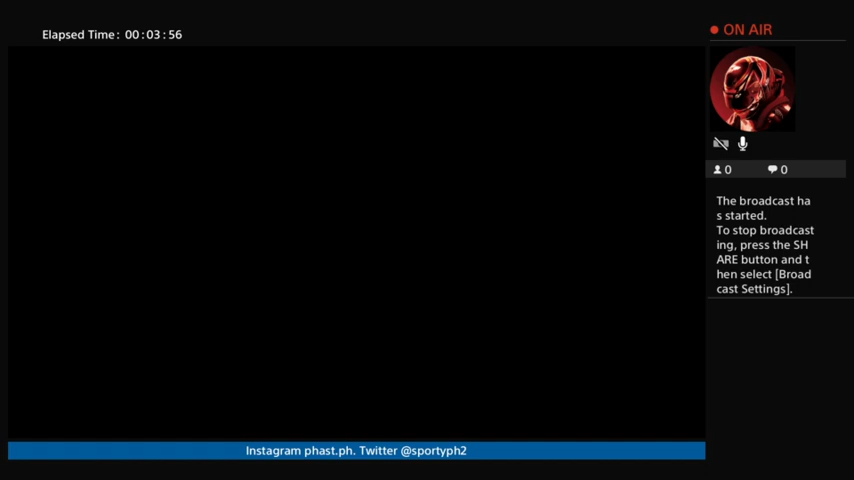 Elapsed Time: 00:03:56
ON AIR
0 0
The broadcast ha
s started.
To stop broadcast
ing, press the SH
ARE button and t
hen select [Broad
cast Settings].
Instagram phast.ph. Twitter @sportyph2